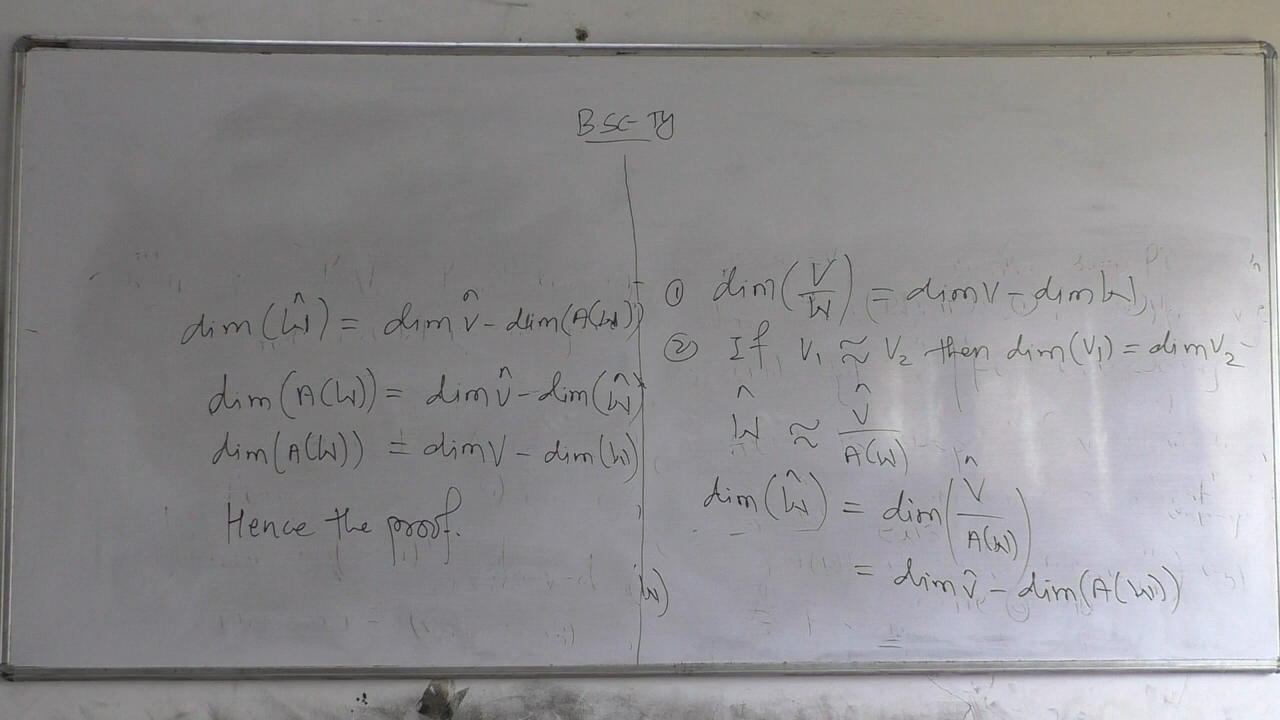 BSC TY
dim(Ŵ) = dim V̂ - dim(A(W))
dim(A(W)) = dim V̂ - dim(Ŵ)
dim(A(W)) = dim V - dim(W)
Hence the proof.
① dim(V/W) = dim V - dim W
② If V₁ ≈ V₂ then dim(V₁) = dim V₂
Ŵ ≈ V̂/A(W)
dim(Ŵ) = dim(V̂/A(W))
= dim V̂ - dim(A(W))
W)
=